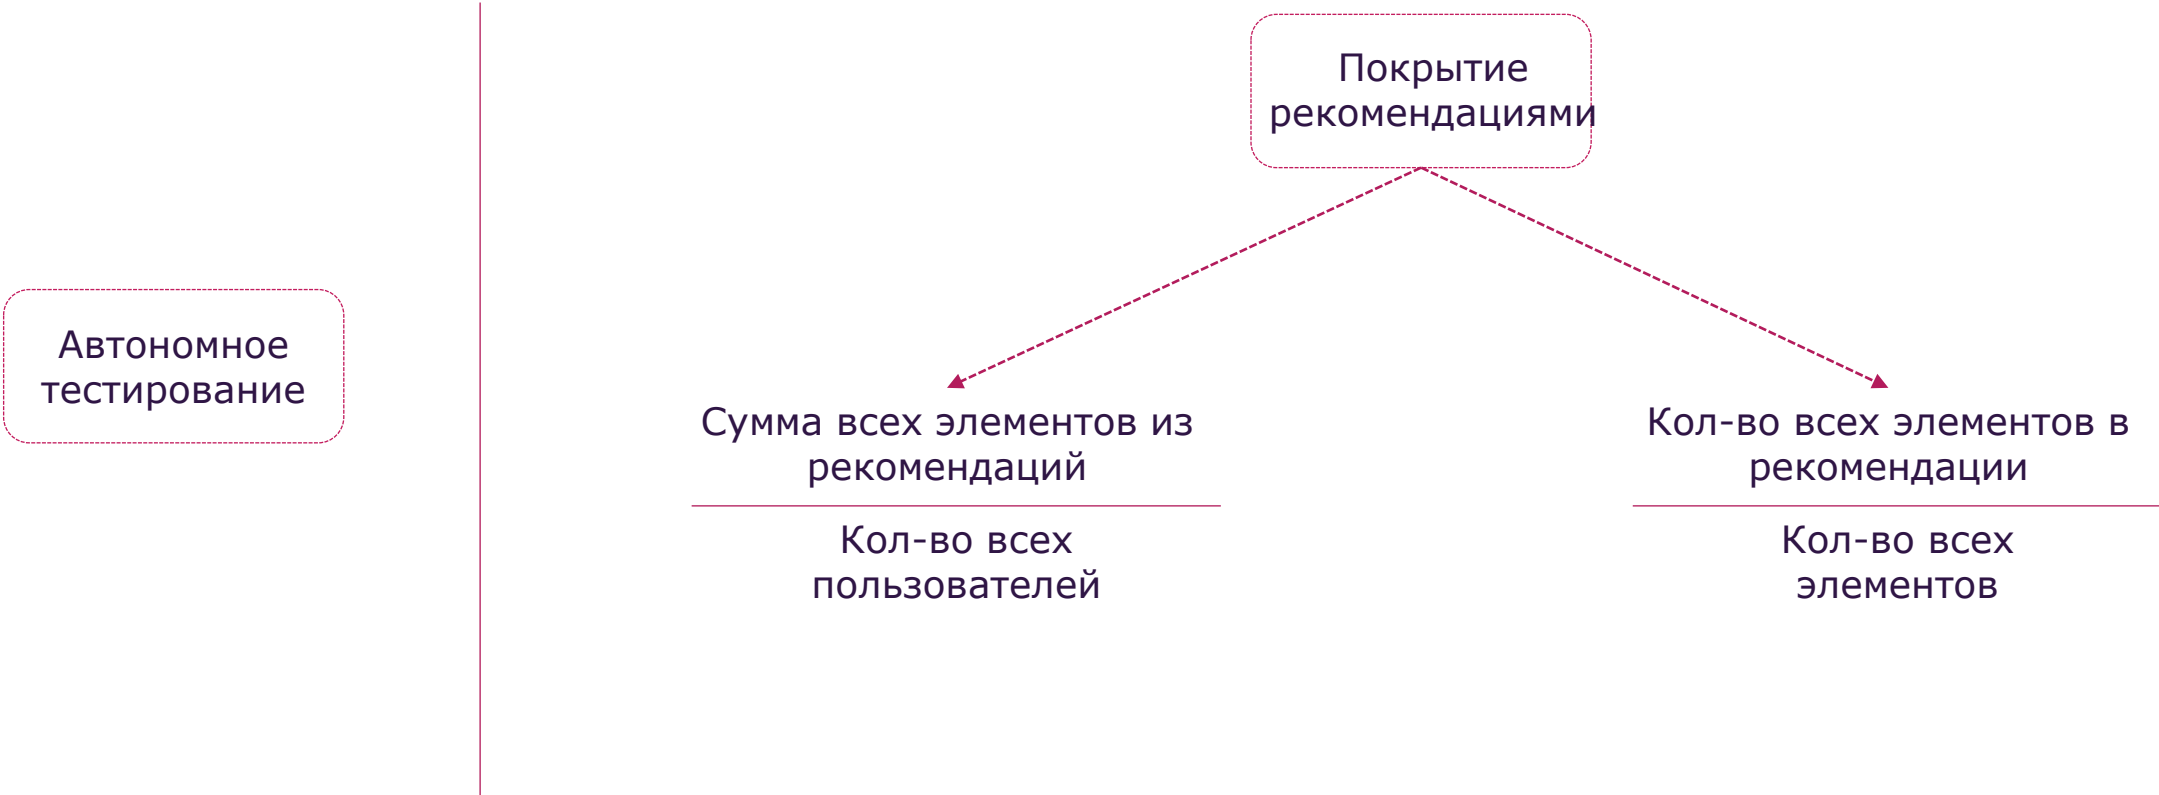 Автономное
тестирование
Покрытие
рекомендациями
Сумма всех элементов из
рекомендаций
Кол-во всех
пользователей
Кол-во всех элементов в
рекомендации
Кол-во всех
элементов